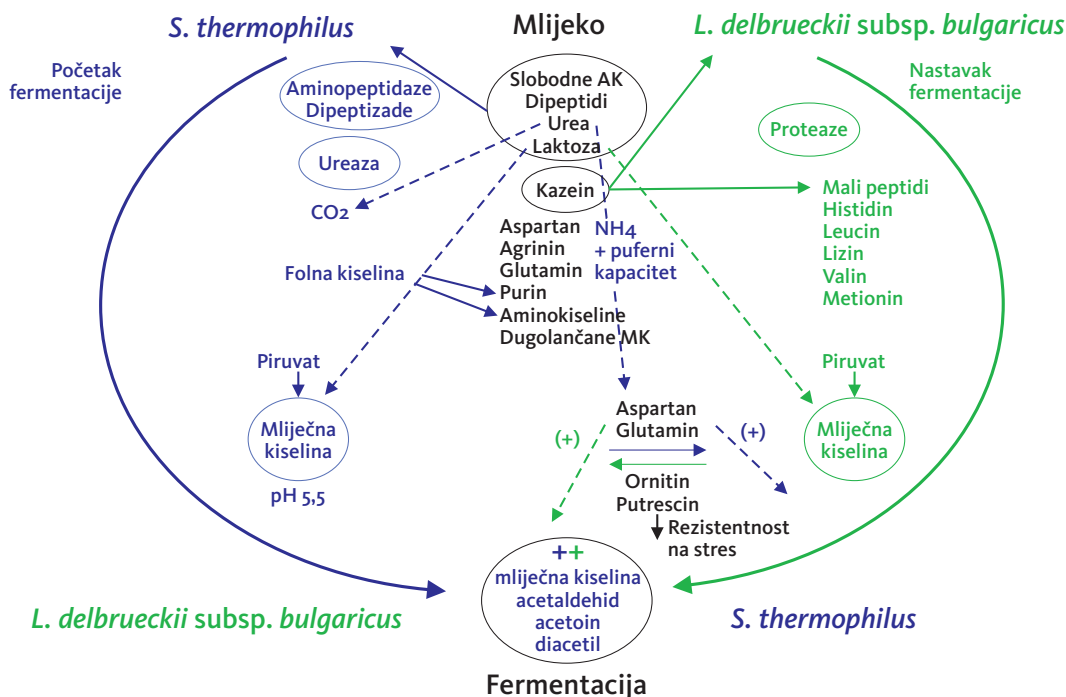 Mlijeko
S. thermophilus
L. delbrueckii subsp. bulgaricus
Početak
fermentacije
Aminopeptidaze
Dipeptizade
Ureaza
CO2
Slobodne AK
Dipeptidi
Urea
Laktoza
Kazein
Nastavak
fermentacije
Proteaze
Mali peptidi
Histidin
Leucin
Lizin
Valin
Metionin
Aspartan
Agrinin
Glutamin
Purin
Aminokiseline
Dugolančane MK
NH4
+ puferni
kapacitet
Folna kiselina
Piruvat
Mliječna
kiselina
pH 5,5
Piruvat
Mliječna
kiselina
Aspartan
Glutamin
(+)
(+)
Ornitin
Putrescin
Rezistentnost
na stres
++
mliječna kiselina
acetaldehid
acetoin
diacetil
L. delbrueckii subsp. bulgaricus
S. thermophilus
Fermentacija